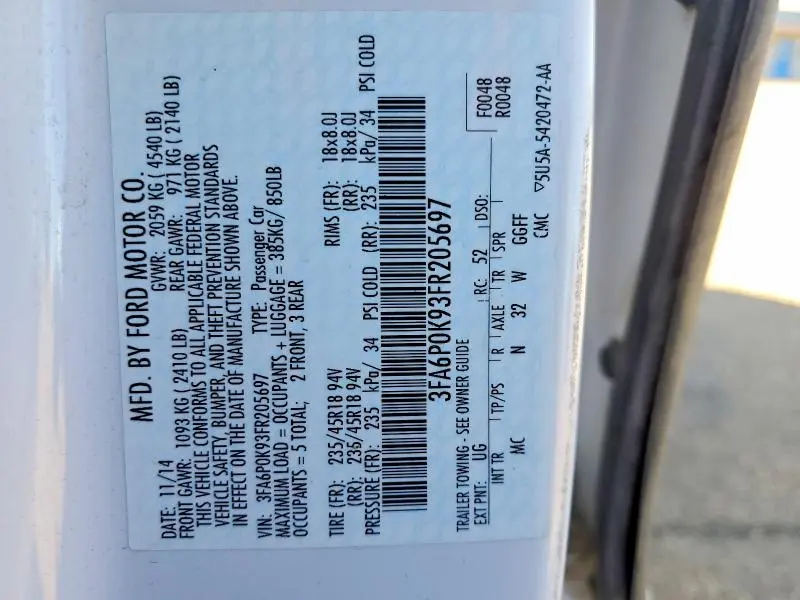 MFD. BY FORD MOTOR CO.
DATE: 11/14 GVWR: 2059 KG ( 4540 LB)
FRONT GAWR: 1093 KG ( 2410 LB) REAR GAWR: 971 KG ( 2140 LB)
THIS VEHICLE CONFORMS TO ALL APPLICABLE FEDERAL MOTOR
VEHICLE SAFETY, BUMPER, AND THEFT PREVENTION STANDARDS
IN EFFECT ON THE DATE OF MANUFACTURE SHOWN ABOVE.
VIN: 3FA6P0K93FR205697 TYPE: Passenger Car
MAXIMUM LOAD = OCCUPANTS + LUGGAGE = 385KG/ 850LB
OCCUPANTS = 5 TOTAL; 2 FRONT, 3 REAR
TIRE (FR): 235/45R18 94V RIMS (FR): 18x8.0J
(RR): 235/45R18 94V (RR): 18x8.0J
PRESSURE (FR): 235 kPa/ 34 PSI COLD (RR): 235 kPa/ 34 PSI COLD
3FA6P0K93FR205697
TRAILER TOWING - SEE OWNER GUIDE
F0048
R0048
EXT PNT: UG RC: 52 DSO:
INT TR TP/PS R AXLE TR SPR
MC N 32 W GGFF
CMC ▽5U5A-5420472-AA